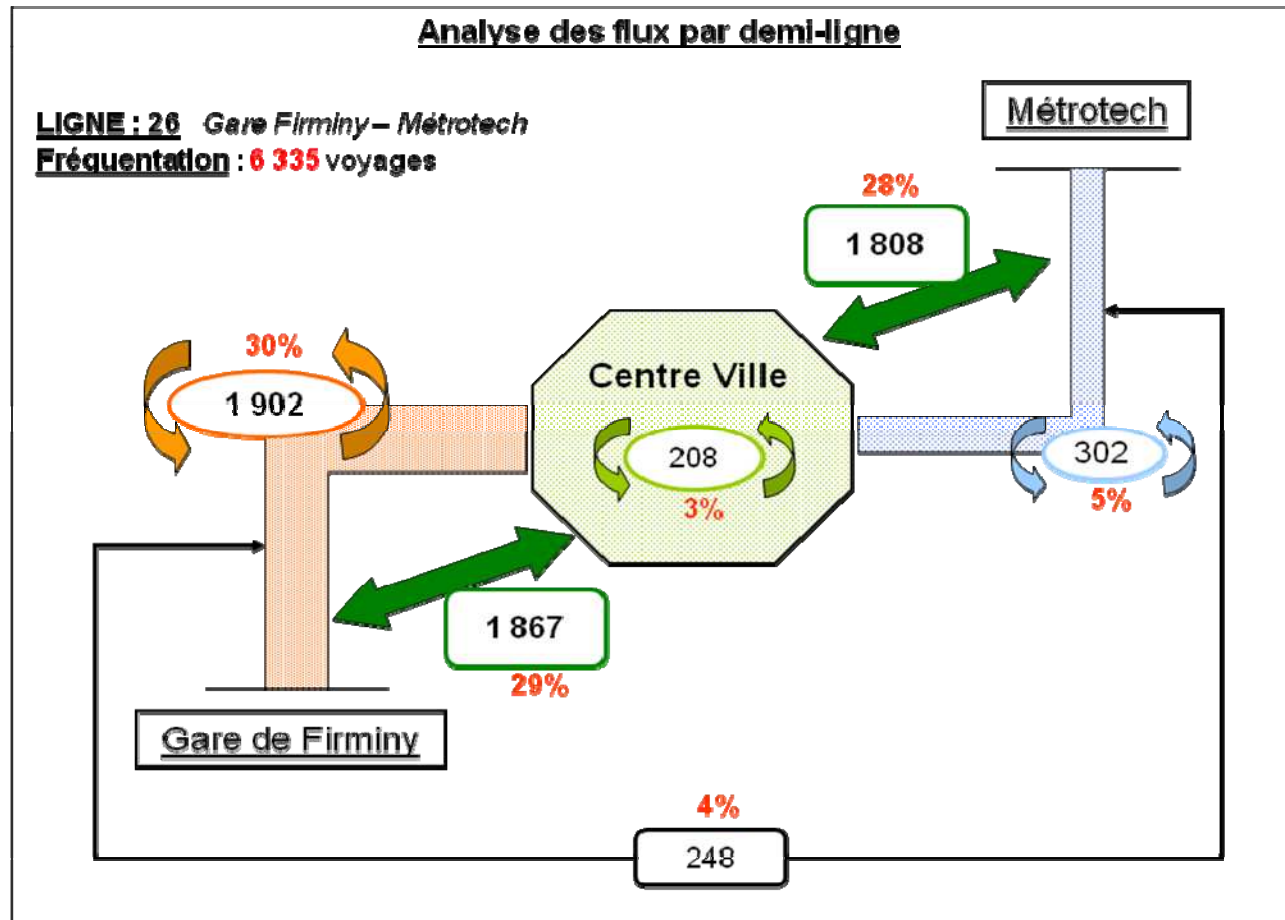 Analyse des flux par demi-ligne
Métrotech
LIGNE : 26 Gare Firminy – Métrotech
Fréquentation : 6 335 voyages
28%
1 808
30%
1 902
Centre Ville
208
3%
302
5%
1 867
29%
Gare de Firminy
4%
248